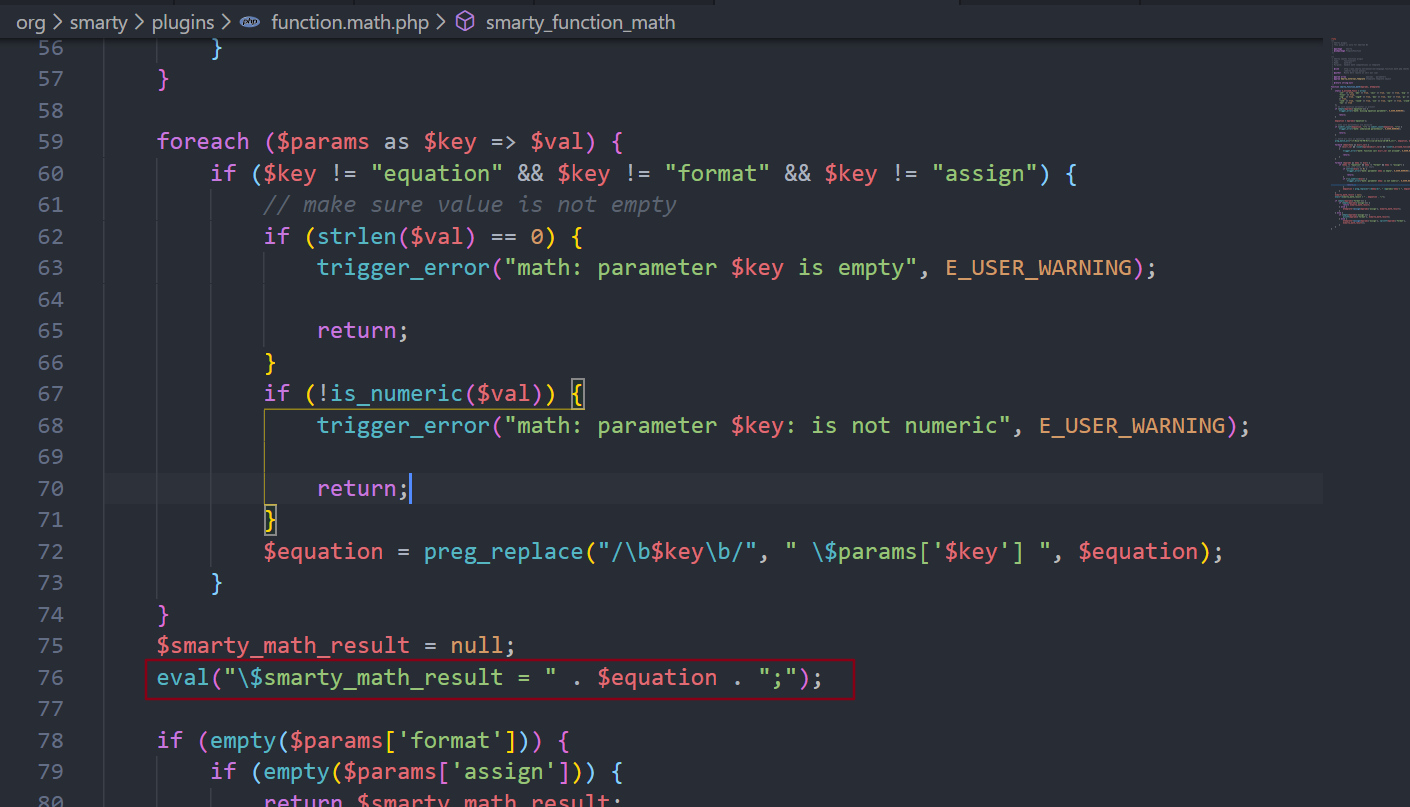 org > smarty > plugins > php function.math.php > smarty_function_math
56 }
57 }
58
59 foreach ($params as $key => $val) {
60 if ($key != "equation" && $key != "format" && $key != "assign") {
61 // make sure value is not empty
62 if (strlen($val) == 0) {
63 trigger_error("math: parameter $key is empty", E_USER_WARNING);
64
65 return;
66 }
67 if (!is_numeric($val)) {
68 trigger_error("math: parameter $key: is not numeric", E_USER_WARNING);
69
70 return;
71 }
72 $equation = preg_replace("/\b$key\b/", " \$params['$key'] ", $equation);
73 }
74 }
75 $smarty_math_result = null;
76 eval("\$smarty_math_result = " . $equation . ";");
77
78 if (empty($params['format'])) {
79 if (empty($params['assign'])) {
80 return $smarty_math_result;